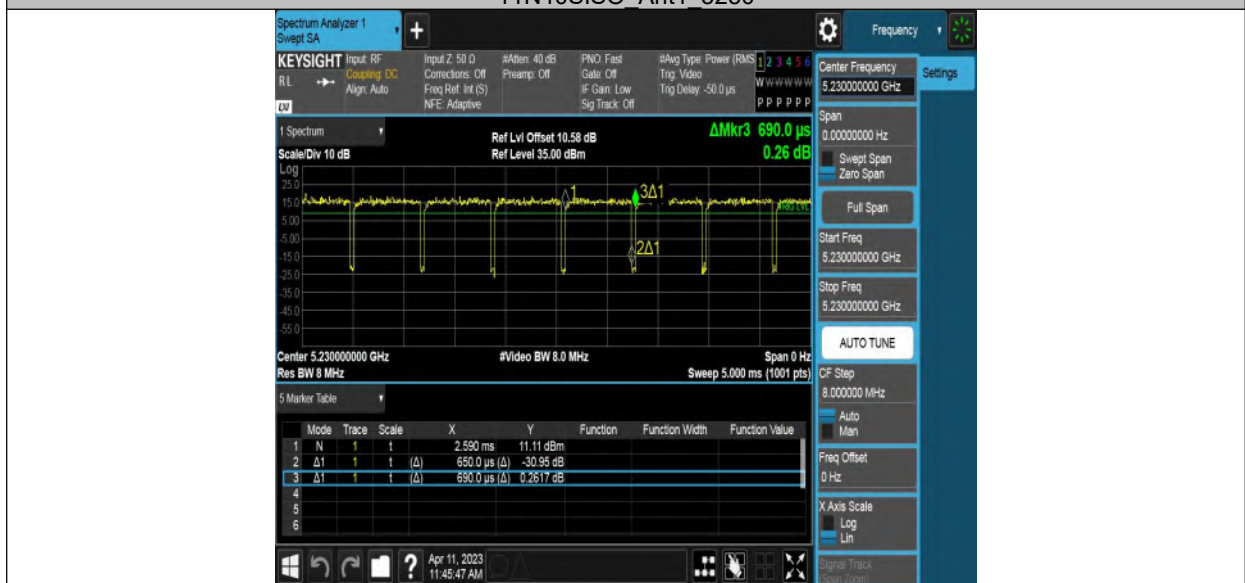 Spectrum Analyzer 1
Swept SA
+
Frequency
KEYSIGHT
RL
LXI
Input: RF
Coupling: DC
Align: Auto
Input Z: 50 Ω
Corrections: Off
Freq Ref: Int (S)
NFE: Adaptive
#Atten: 40 dB
Preamp: Off
PNO: Fast
Gate: Off
IF Gain: Low
Sig Track: Off
#Avg Type: Power (RMS
Trig: Video
Trig Delay: -50.0 µs
1 2 3 4 5 6
W W W W W W
P P P P P P
Center Frequency
5.230000000 GHz
Settings
Span
0.00000000 Hz
Swept Span
Zero Span
Full Span
Start Freq
5.230000000 GHz
Stop Freq
5.230000000 GHz
AUTO TUNE
CF Step
8.000000 MHz
Auto
Man
Freq Offset
0 Hz
X Axis Scale
Log
Lin
Signal Track
(Span Zoom)
1 Spectrum
Scale/Div 10 dB
Ref Lvl Offset 10.58 dB
Ref Level 35.00 dBm
ΔMkr3 690.0 µs
0.26 dB
Log
25.0
15.0
5.00
-5.00
-15.0
-25.0
-35.0
-45.0
-55.0
1
3Δ1
2Δ1
TRIG LVL
Center 5.230000000 GHz
#Video BW 8.0 MHz
Span 0 Hz
Res BW 8 MHz
Sweep 5.000 ms (1001 pts)
5 Marker Table
Mode Trace Scale X Y Function Function Width Function Value
1 N 1 t 2.590 ms 11.11 dBm
2 Δ1 1 t (Δ) 650.0 µs (Δ) -30.95 dB
3 Δ1 1 t (Δ) 690.0 µs (Δ) 0.2617 dB
4
5
6
?
Apr 11, 2023
11:45:47 AM